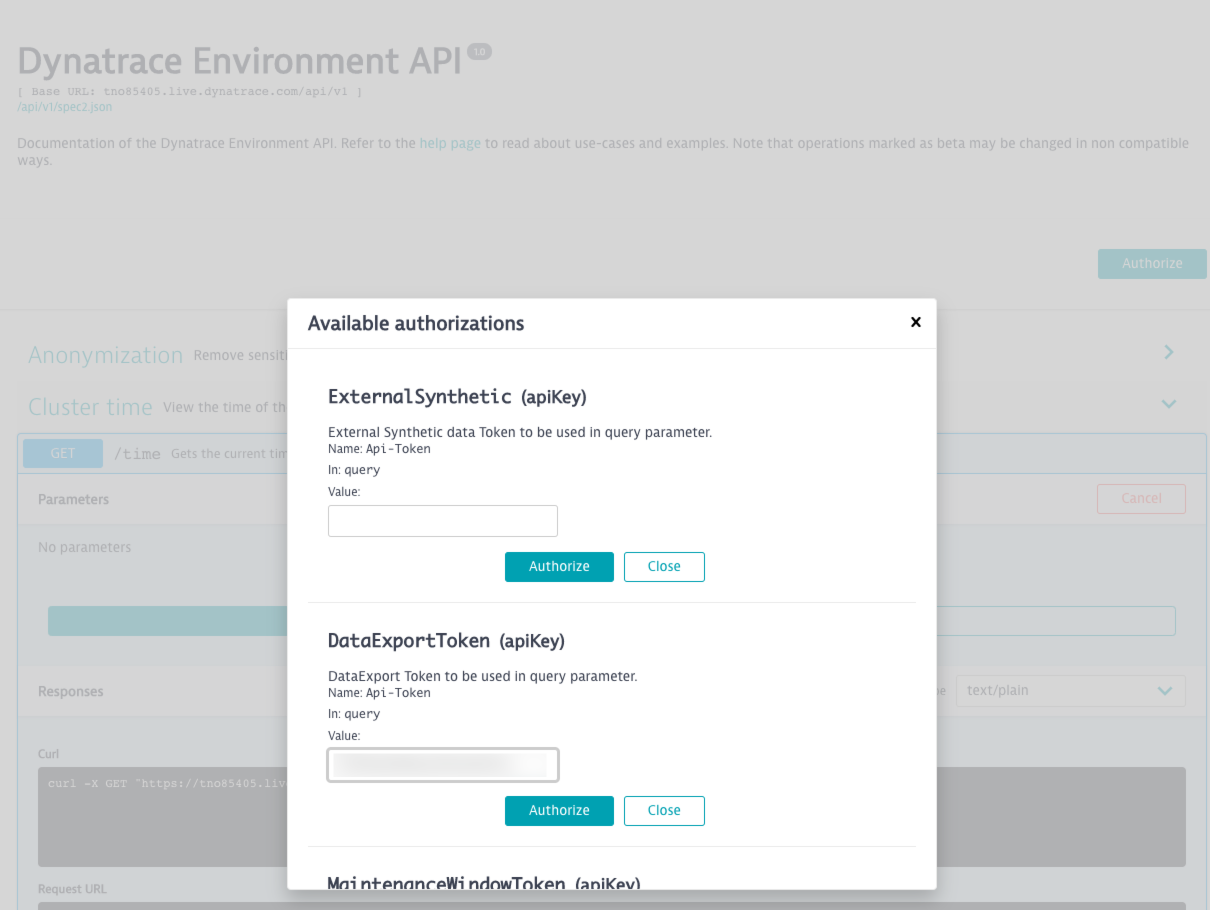 Dynatrace Environment API 1.0
[ Base URL: tno85405.live.dynatrace.com/api/v1 ]
/api/v1/spec2.json
Documentation of the Dynatrace Environment API. Refer to the help page to read about use-cases and examples. Note that operations marked as beta may be changed in non compatible
ways.
Authorize
Available authorizations
×
Anonymization Remove sensiti
Cluster time View the time of th
GET /time Gets the current tim
Parameters
Cancel
No parameters
Responses
text/plain
Curl
curl -X GET "https://tno85405.liv
Request URL
ExternalSynthetic (apiKey)
External Synthetic data Token to be used in query parameter.
Name: Api-Token
In: query
Value:
Authorize Close
DataExportToken (apiKey)
DataExport Token to be used in query parameter.
Name: Api-Token
In: query
Value:
Authorize Close
MaintenanceWindowToken (apiKey)